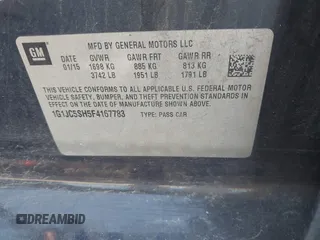 GM
MFD BY GENERAL MOTORS LLC
DATE GVWR GAWR FRT GAWR RR
01/15 1698 KG 885 KG 813 KG
3742 LB 1951 LB 1791 LB
THIS VEHICLE CONFORMS TO ALL APPLICABLE U.S. FEDERAL MOTOR
VEHICLE SAFETY, BUMPER, AND THEFT PREVENTION STANDARDS
IN EFFECT ON THE DATE OF MANUFACTURE SHOWN ABOVE.
1G1JC5SH5F4167783 TYPE: PASS CAR
DREAMBID